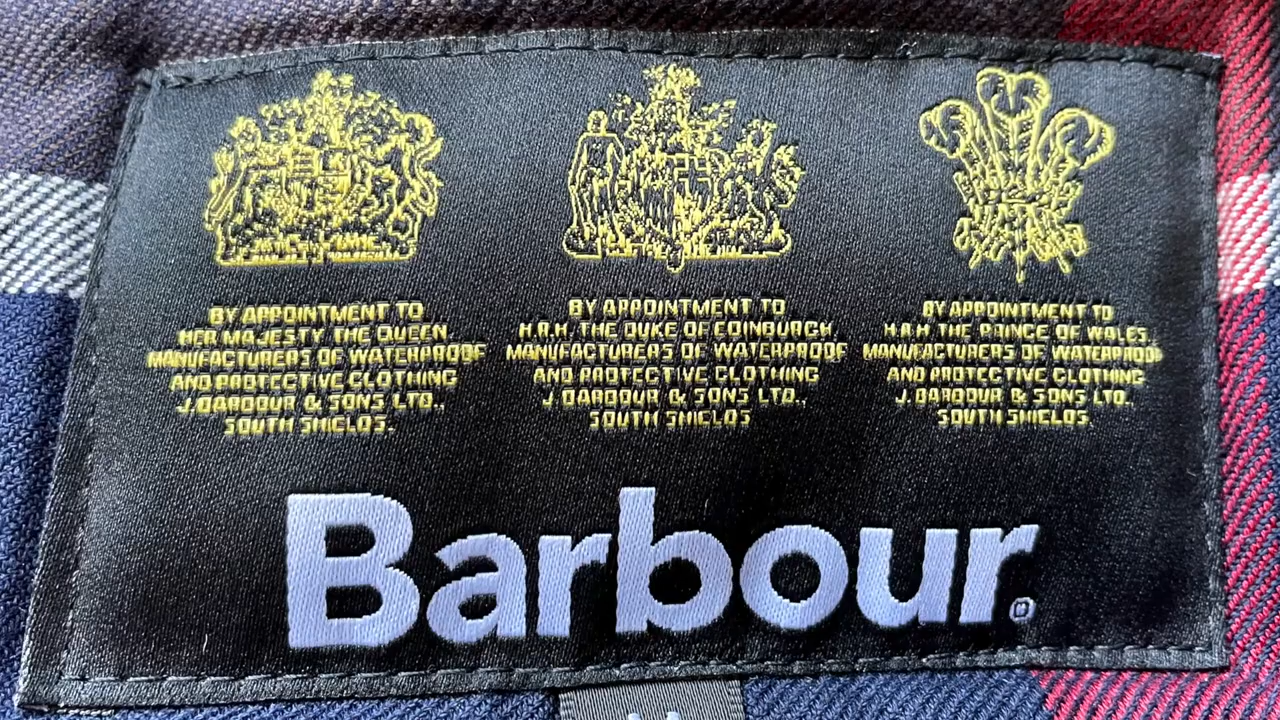 BY APPOINTMENT TO
HER MAJESTY THE QUEEN.
MANUFACTURERS OF WATERPROOF
AND PROTECTIVE CLOTHING
J. BARBOUR & SONS LTD.,
SOUTH SHIELDS.
BY APPOINTMENT TO
H.R.H. THE DUKE OF EDINBURGH
MANUFACTURERS OF WATERPROOF
AND PROTECTIVE CLOTHING
J. BARBOUR & SONS LTD.,
SOUTH SHIELDS
BY APPOINTMENT TO
H.R.H. THE PRINCE OF WALES.
MANUFACTURERS OF WATERPROOF
AND PROTECTIVE CLOTHING
J. BARBOUR & SONS LTD.,
SOUTH SHIELDS.
Barbour®